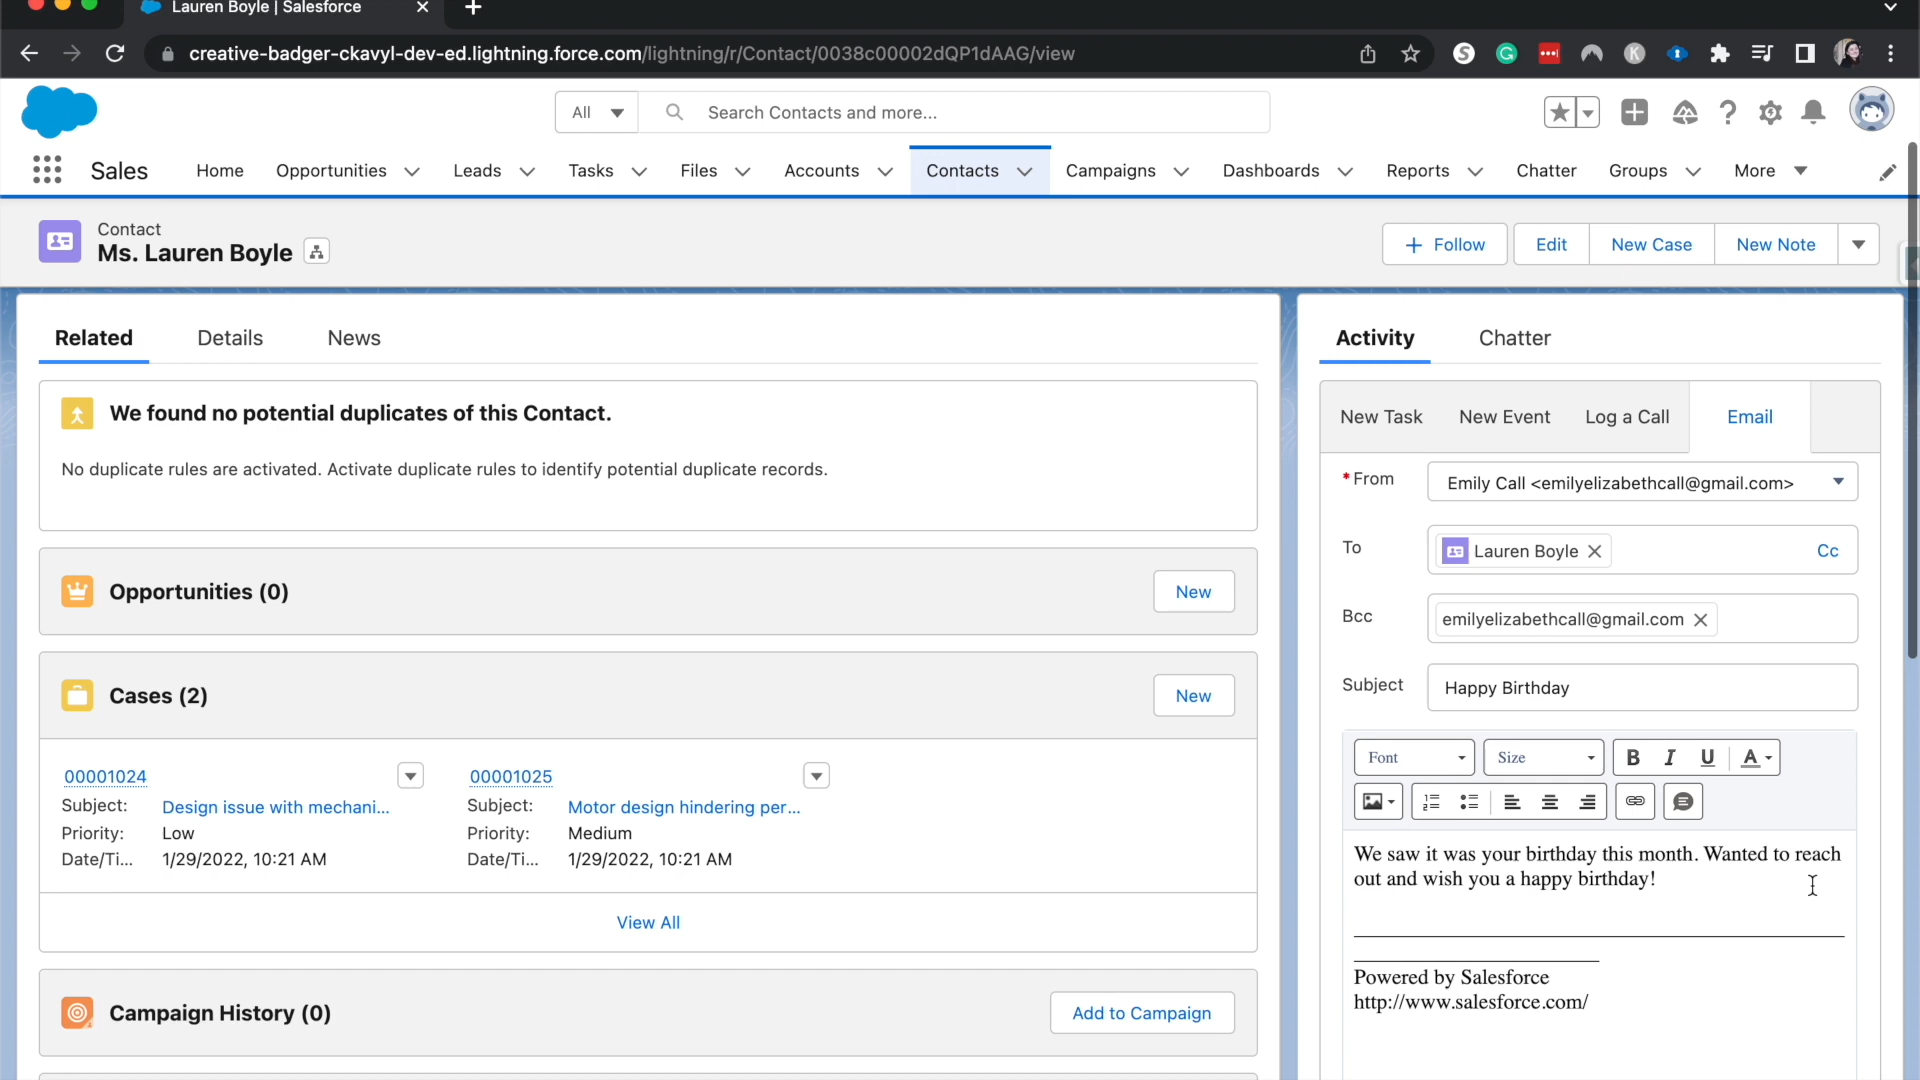 Lauren Boyle | Salesforce
creative-badger-ckavyl-dev-ed.lightning.force.com/lightning/r/Contact/0038c00002dQP1dAAG/view
All
Search Contacts and more...
Sales
Home
Opportunities
Leads
Tasks
Files
Accounts
Contacts
Campaigns
Dashboards
Reports
Chatter
Groups
More
Contact
Ms. Lauren Boyle
+ Follow
Edit
New Case
New Note
Related
Details
News
We found no potential duplicates of this Contact.
No duplicate rules are activated. Activate duplicate rules to identify potential duplicate records.
Opportunities (0)
New
Cases (2)
New
00001024
Subject: Design issue with mechani...
Priority: Low
Date/Ti... 1/29/2022, 10:21 AM
00001025
Subject: Motor design hindering per...
Priority: Medium
Date/Ti... 1/29/2022, 10:21 AM
View All
Campaign History (0)
Add to Campaign
Activity
Chatter
New Task
New Event
Log a Call
Email
*From
Emily Call <emilyelizabethcall@gmail.com>
To
Lauren Boyle
Cc
Bcc
emilyelizabethcall@gmail.com
Subject
Happy Birthday
Font
Size
B
I
U
A
We saw it was your birthday this month. Wanted to reach
out and wish you a happy birthday!
Powered by Salesforce
http://www.salesforce.com/